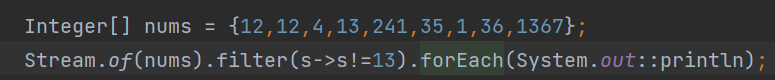 Integer[] nums = {12,12,4,13,241,35,1,36,1367};
Stream.of(nums).filter(s->s!=13).forEach(System.out::println);